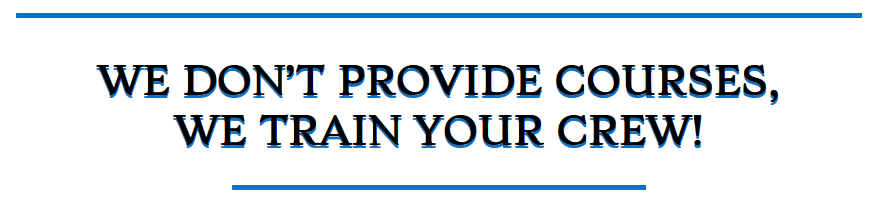 WE DON’T PROVIDE COURSES,
WE TRAIN YOUR CREW!